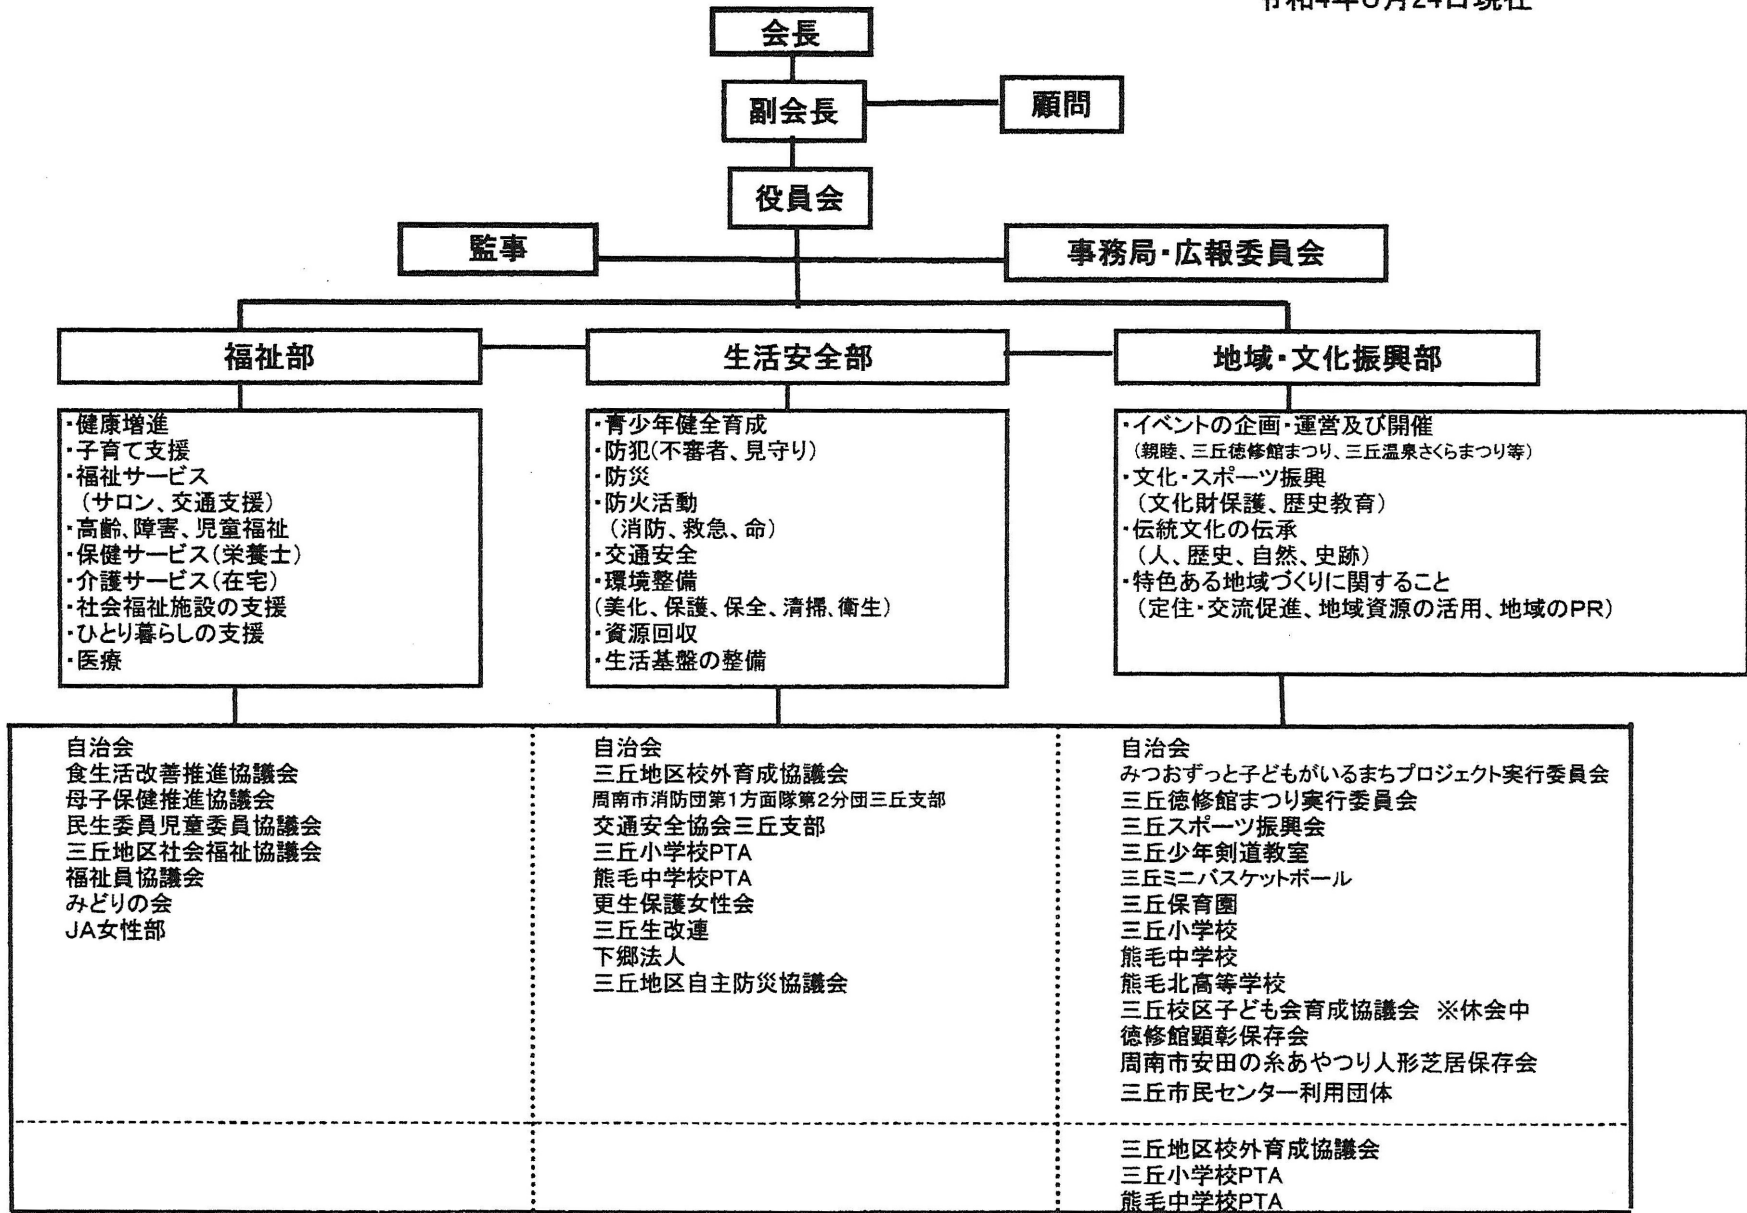 会長
副会長
顧問
役員会
監事
事務局・広報委員会
福祉部
生活安全部
地域・文化振興部
・健康増進
・子育て支援
・福祉サービス
（サロン、交通支援）
・高齢、障害、児童福祉
・保健サービス（栄養士）
・介護サービス（在宅）
・社会福祉施設の支援
・ひとり暮らしの支援
・医療
・青少年健全育成
・防犯（不審者、見守り）
・防災
・防火活動
（消防、救急、命）
・交通安全
・環境整備
（美化、保護、保全、清掃、衛生）
・資源回収
・生活基盤の整備
・イベントの企画・運営及び開催
（親睦、三丘徳修館まつり、三丘温泉さくらまつり等）
・文化・スポーツ振興
（文化財保護、歴史教育）
・伝統文化の伝承
（人、歴史、自然、史跡）
・特色ある地域づくりに関すること
（定住・交流促進、地域資源の活用、地域のPR）
自治会
食生活改善推進協議会
母子保健推進協議会
民生委員児童委員協議会
三丘地区社会福祉協議会
福祉員協議会
みどりの会
JA女性部
自治会
三丘地区校外育成協議会
周南市消防団第1方面隊第2分団三丘支部
交通安全協会三丘支部
三丘小学校PTA
熊毛中学校PTA
更生保護女性会
三丘生改連
下郷法人
三丘地区自主防災協議会
自治会
みつおずっと子どもがいるまちプロジェクト実行委員会
三丘徳修館まつり実行委員会
三丘スポーツ振興会
三丘少年剣道教室
三丘ミニバスケットボール
三丘保育園
三丘小学校
熊毛中学校
熊毛北高等学校
三丘校区子ども会育成協議会　※休会中
徳修館顕彰保存会
周南市安田の糸あやつり人形芝居保存会
三丘市民センター利用団体
三丘地区校外育成協議会
三丘小学校PTA
熊毛中学校PTA